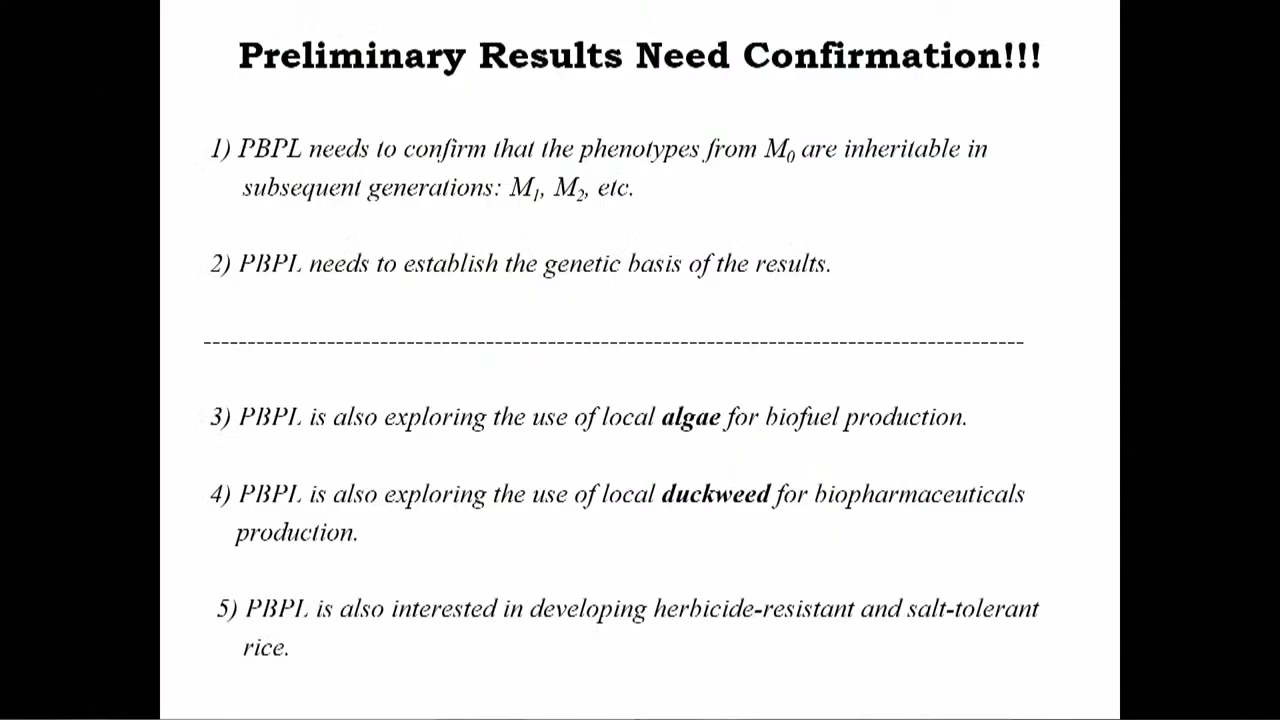 Preliminary Results Need Confirmation!!!
1) PBPL needs to confirm that the phenotypes from M₀ are inheritable in
subsequent generations: M₁, M₂, etc.
2) PBPL needs to establish the genetic basis of the results.
-------------------------------------------------------------------------------------------
3) PBPL is also exploring the use of local algae for biofuel production.
4) PBPL is also exploring the use of local duckweed for biopharmaceuticals
production.
5) PBPL is also interested in developing herbicide-resistant and salt-tolerant
rice.